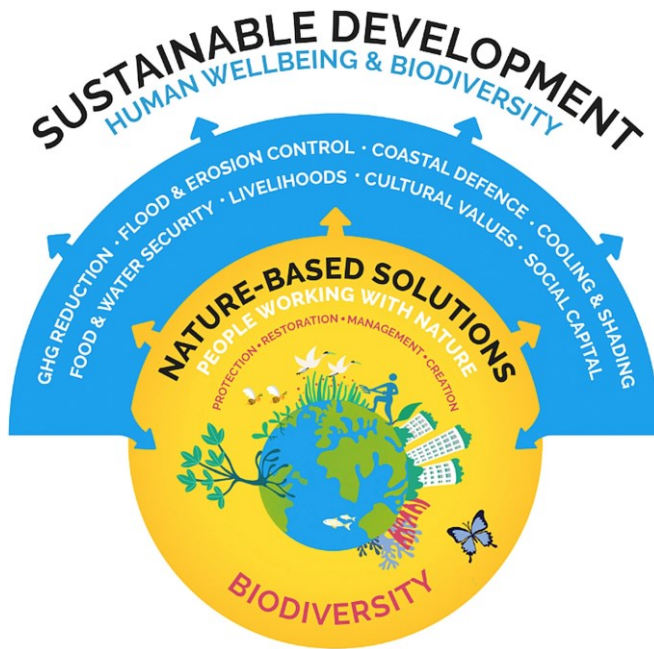 SUSTAINABLE DEVELOPMENT
HUMAN WELLBEING & BIODIVERSITY
GHG REDUCTION · FLOOD & EROSION CONTROL · COASTAL DEFENCE · COOLING & SHADING
FOOD & WATER SECURITY · LIVELIHOODS · CULTURAL VALUES · SOCIAL CAPITAL
NATURE-BASED SOLUTIONS
PEOPLE WORKING WITH NATURE
PROTECTION • RESTORATION • MANAGEMENT • CREATION
BIODIVERSITY